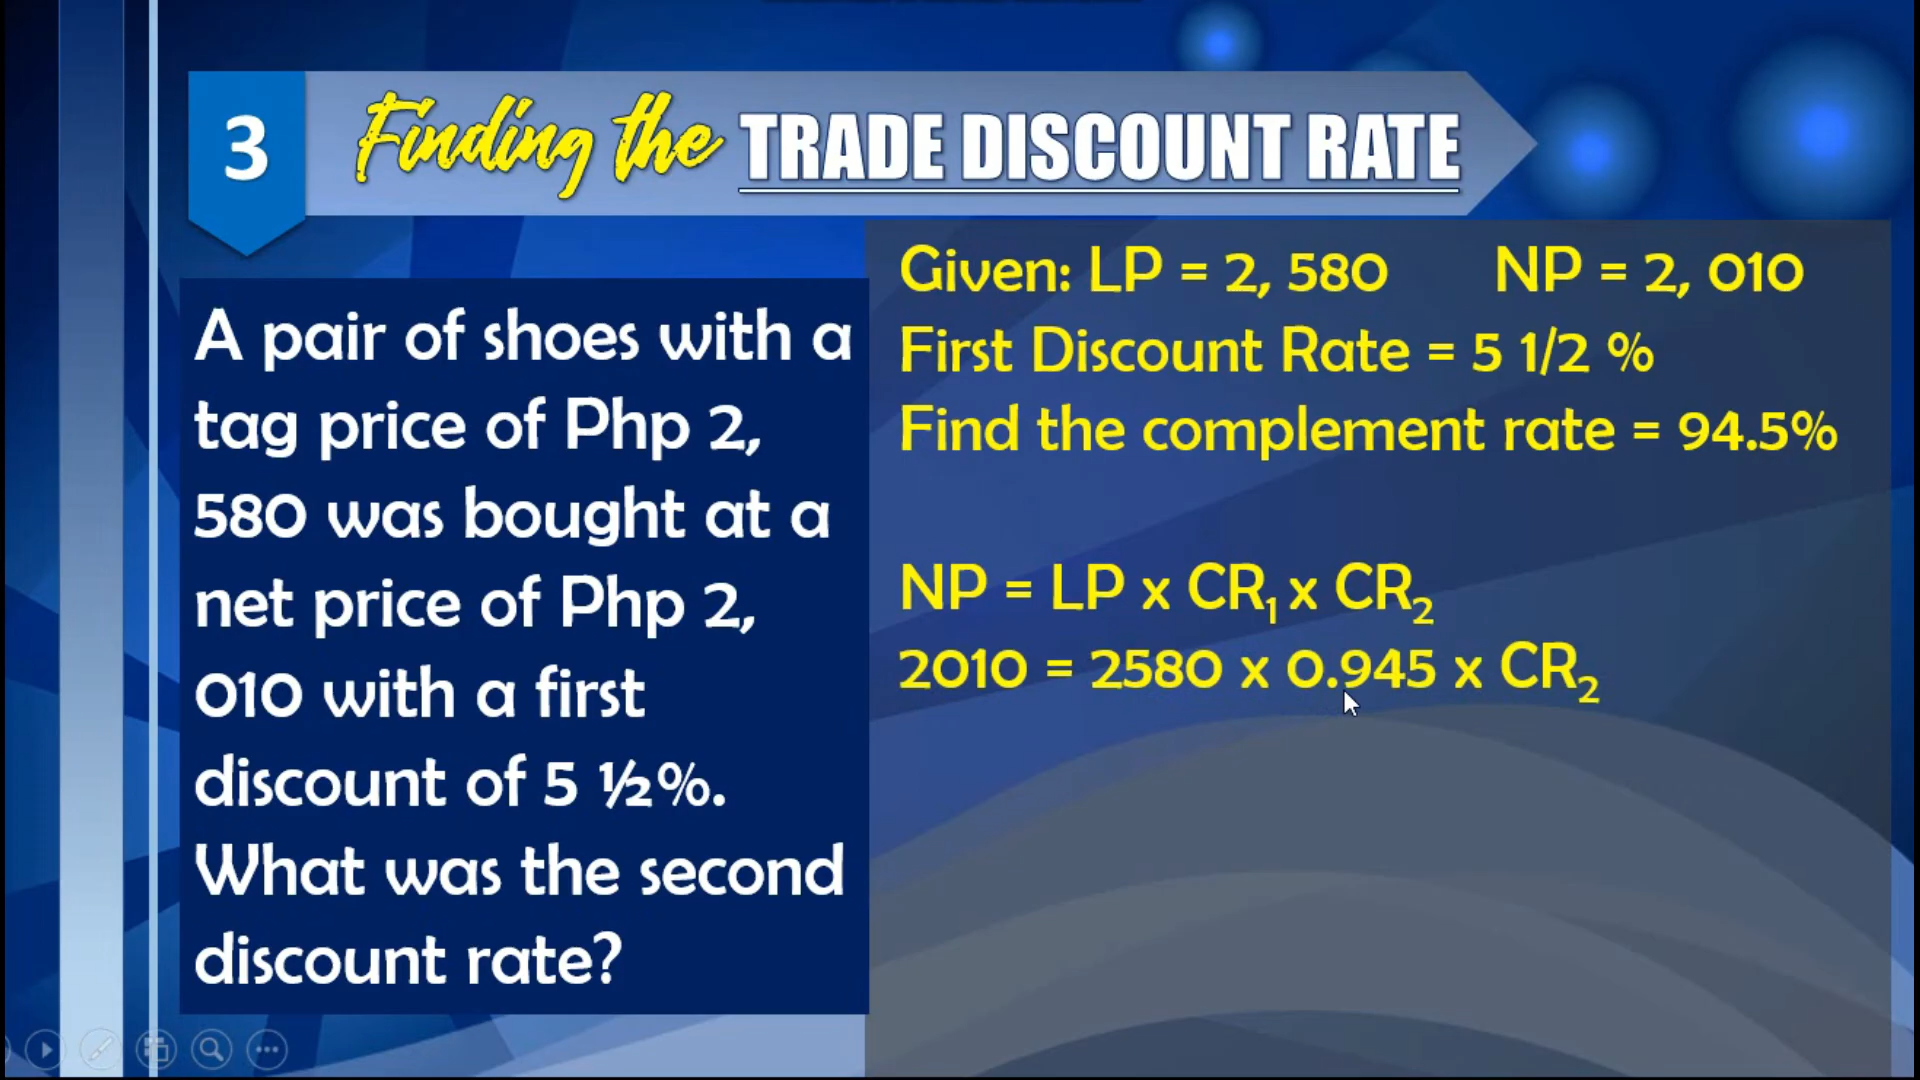 3
Finding the TRADE DISCOUNT RATE
A pair of shoes with a
tag price of Php 2,
580 was bought at a
net price of Php 2,
010 with a first
discount of 5 ½%.
What was the second
discount rate?
Given: LP = 2, 580 NP = 2, 010
First Discount Rate = 5 1/2 %
Find the complement rate = 94.5%
NP = LP x CR₁ x CR₂
2010 = 2580 x 0.945 x CR₂